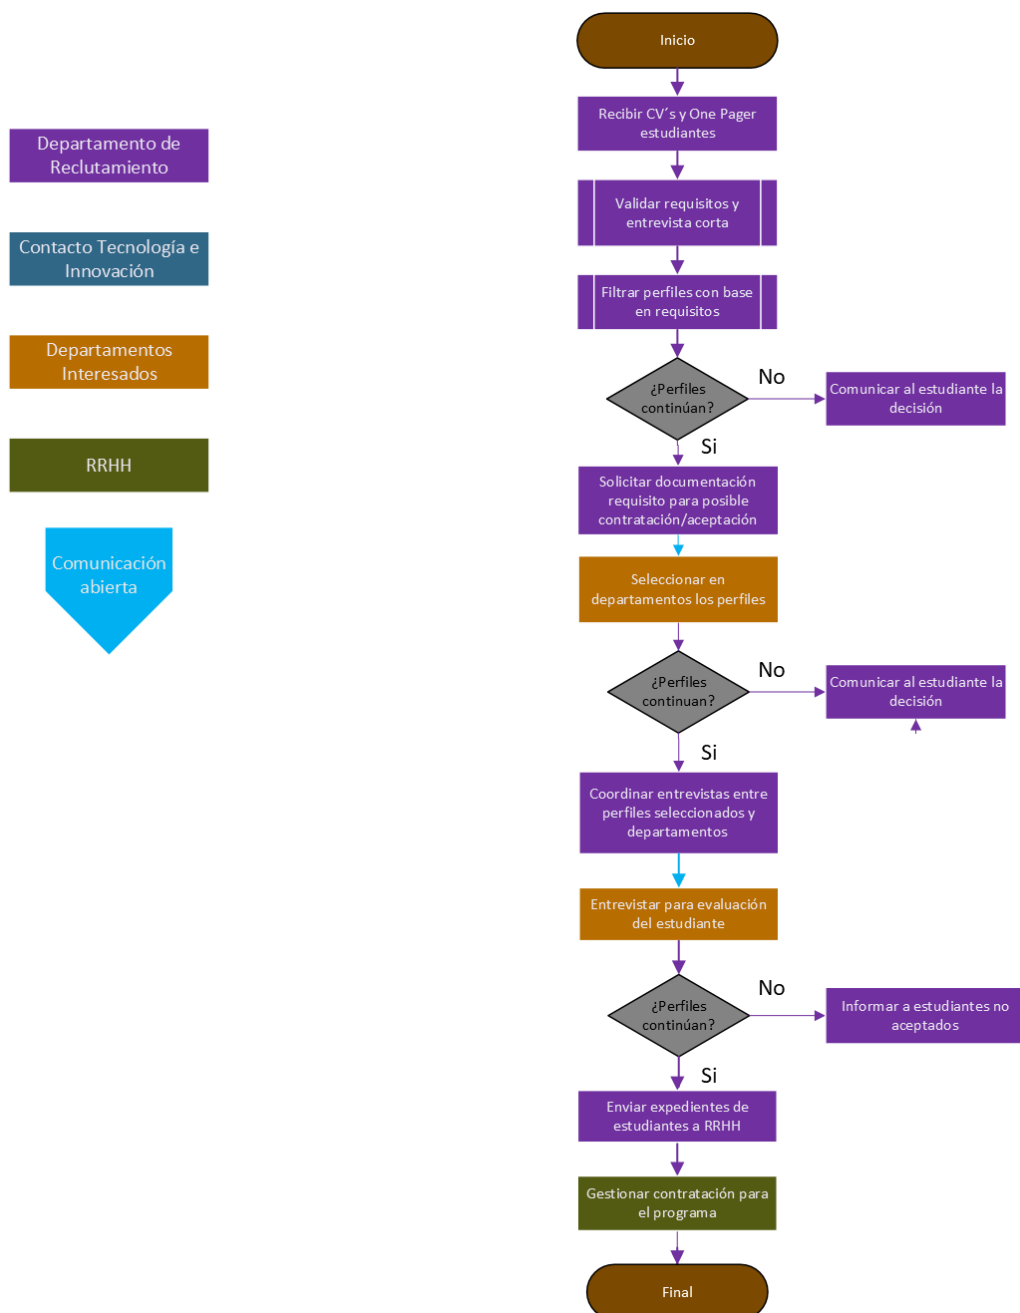 Departamento de
Reclutamiento
Contacto Tecnología e
Innovación
Departamentos
Interesados
RRHH
Comunicación
abierta
Inicio
Recibir CV´s y One Pager
estudiantes
Validar requisitos y
entrevista corta
Filtrar perfiles con base
en requisitos
¿Perfiles
continúan?
No
Comunicar al estudiante la
decisión
Si
Solicitar documentación
requisito para posible
contratación/aceptación
Seleccionar en
departamentos los perfiles
¿Perfiles
continuan?
No
Comunicar al estudiante la
decisión
Si
Coordinar entrevistas entre
perfiles seleccionados y
departamentos
Entrevistar para evaluación
del estudiante
¿Perfiles
continúan?
No
Informar a estudiantes no
aceptados
Si
Enviar expedientes de
estudiantes a RRHH
Gestionar contratación para
el programa
Final